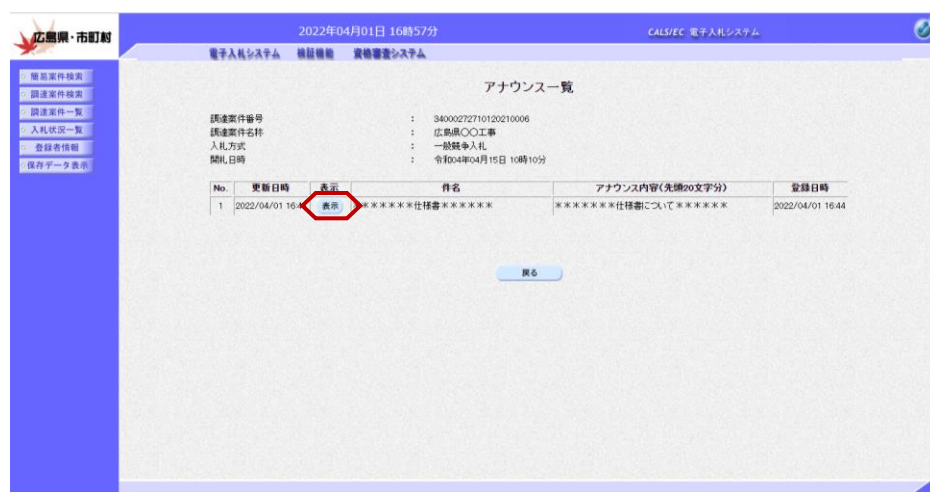 広島県・市町村
2022年04月01日 16時57分
CALS/EC 電子入札システム
電子入札システム 検証機能 資格審査システム
簡易案件検索
調達案件検索
調達案件一覧
入札状況一覧
登録者情報
保存データ表示
アナウンス一覧
調達案件番号 : 34000272710120210006
調達案件名称 : 広島県〇〇工事
入札方式 : 一般競争入札
開札日時 : 令和04年04月15日 10時10分
No. 更新日時 表示 件名 アナウンス内容(先頭20文字分) 登録日時
1 2022/04/01 16:4 表示 ＊＊＊＊＊＊仕様書＊＊＊＊＊＊ ＊＊＊＊＊＊＊仕様書について＊＊＊＊＊＊ 2022/04/01 16:44
戻る